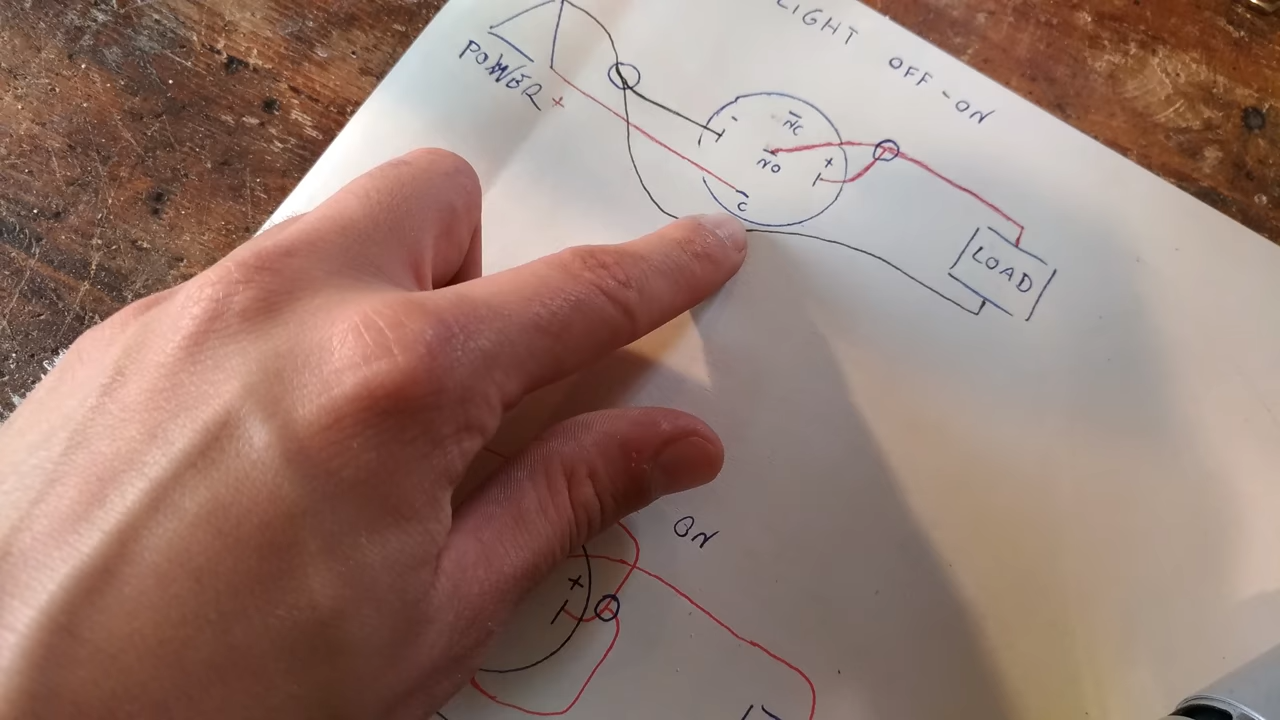 LIGHT OFF-ON
POWER
+
-
NC
NO
+
C
LOAD
ON
+